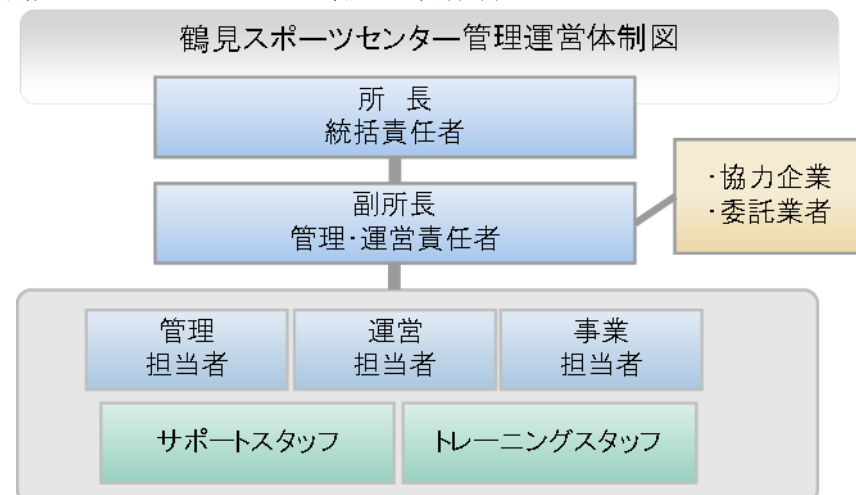 鶴見スポーツセンター管理運営体制図
所 長
統括責任者
副所長
管理・運営責任者
・協力企業
・委託業者
管理
担当者
運営
担当者
事業
担当者
サポートスタッフ
トレーニングスタッフ